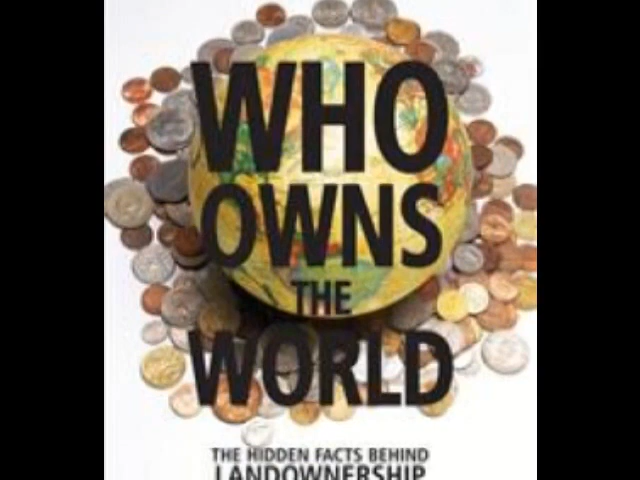 WHO
OWNS
THE
WORLD
THE HIDDEN FACTS BEHIND
LANDOWNERSHIP